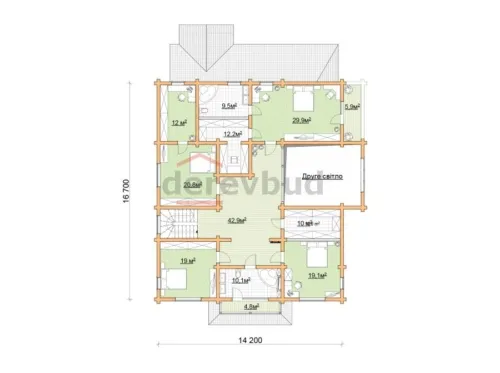 9,5м²
12 м²
29,9м²
5,9м²
12,2м²
Друге світло
derevbud
20,6м²
16 700
42,9м²
10 м²
19 м²
19,1м²
10,1м²
4,8м²
14 200